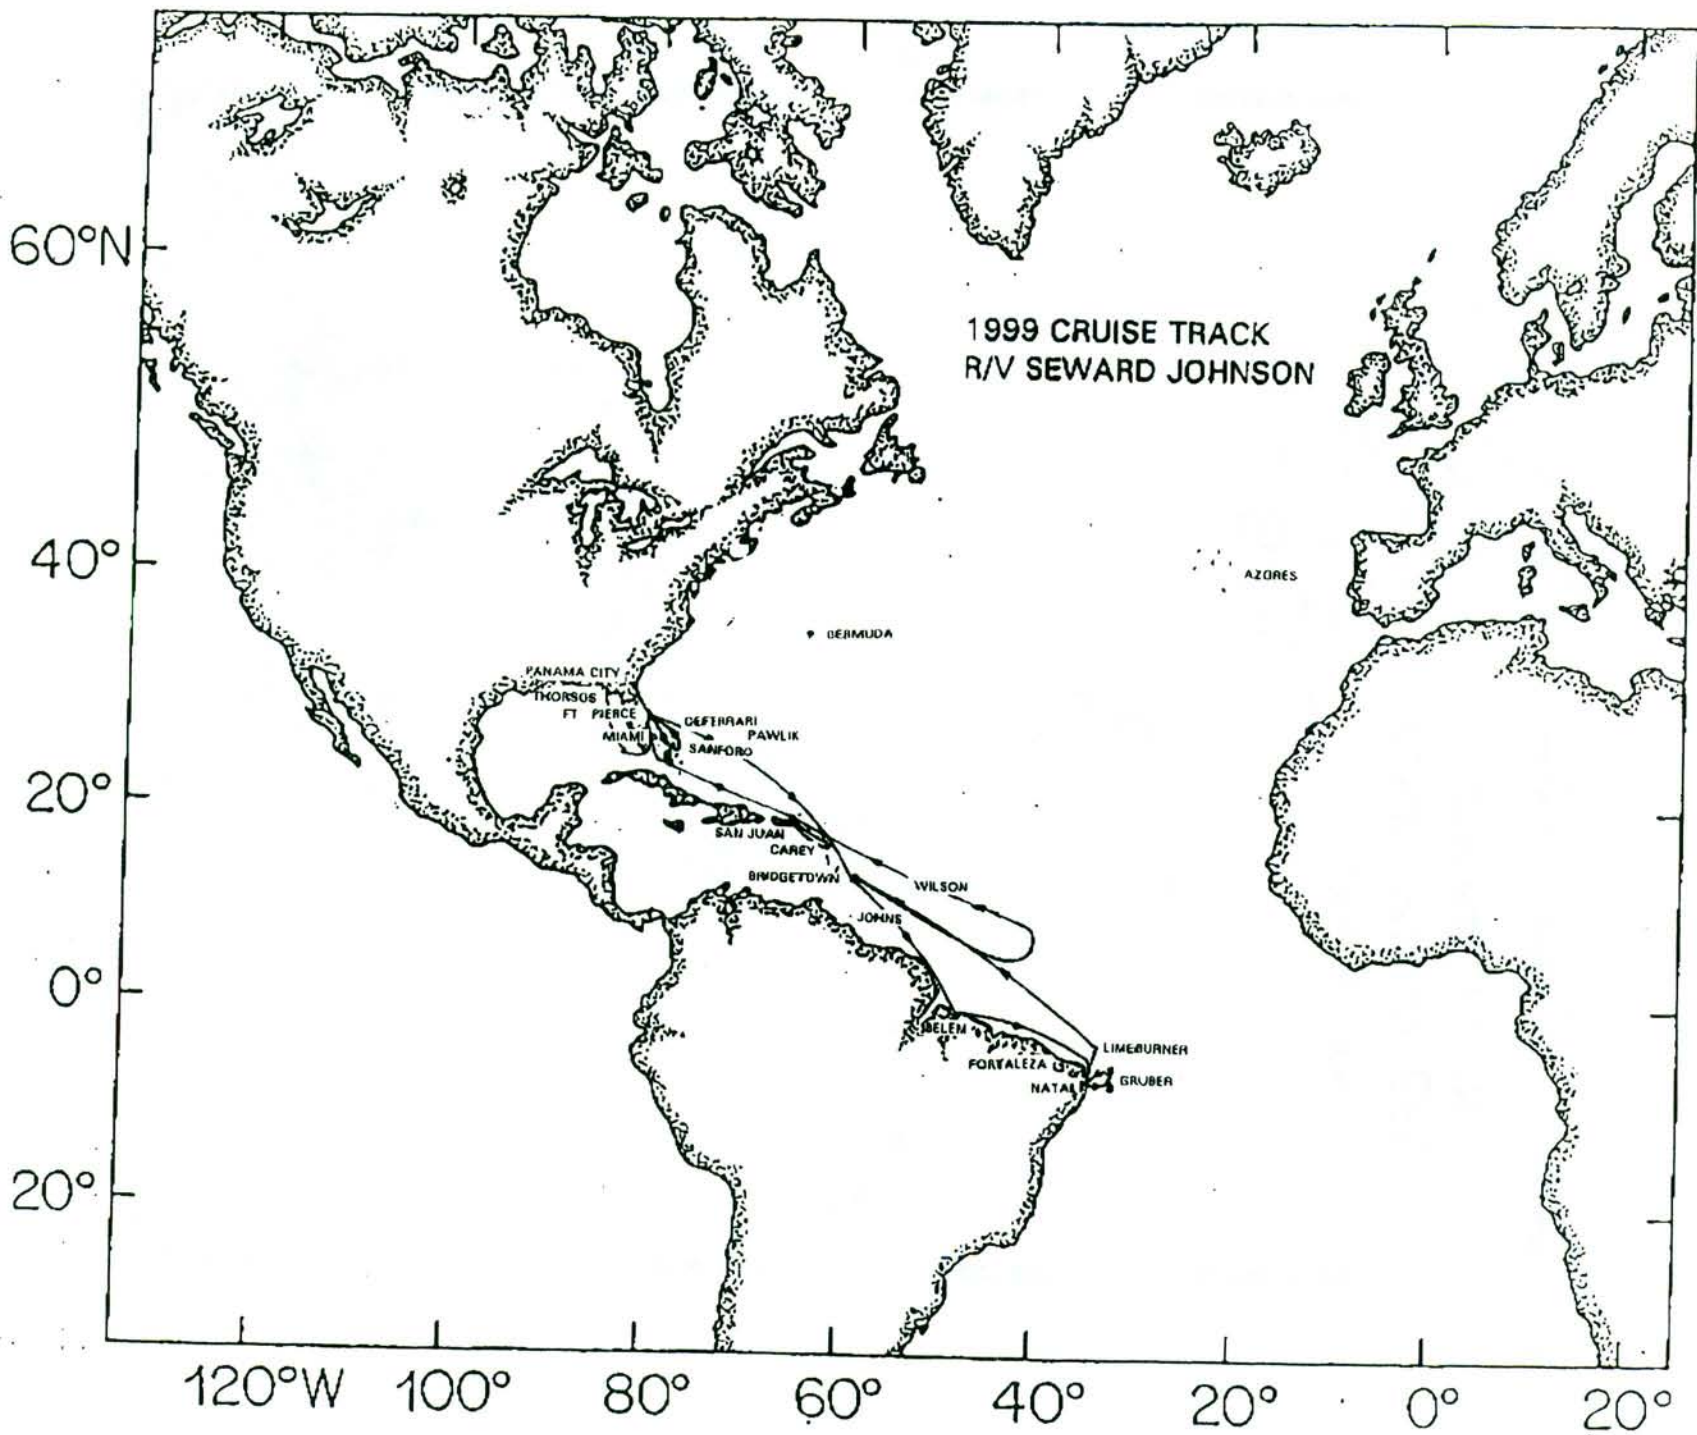 60°N
1999 CRUISE TRACK
R/V SEWARD JOHNSON
40°
AZORES
BERMUDA
PANAMA CITY
THORSOS
FT PIERCE
DEFERRARI
MIAMI
PAWLIK
SANFORD
20°
SAN JUAN
CAREY
BRIDGETOWN
WILSON
JOHNS
0°
BELEM
LIMEBURNER
FORTALEZA
GRUBER
NATAL
20°
120°W 100° 80° 60° 40° 20° 0° 20°